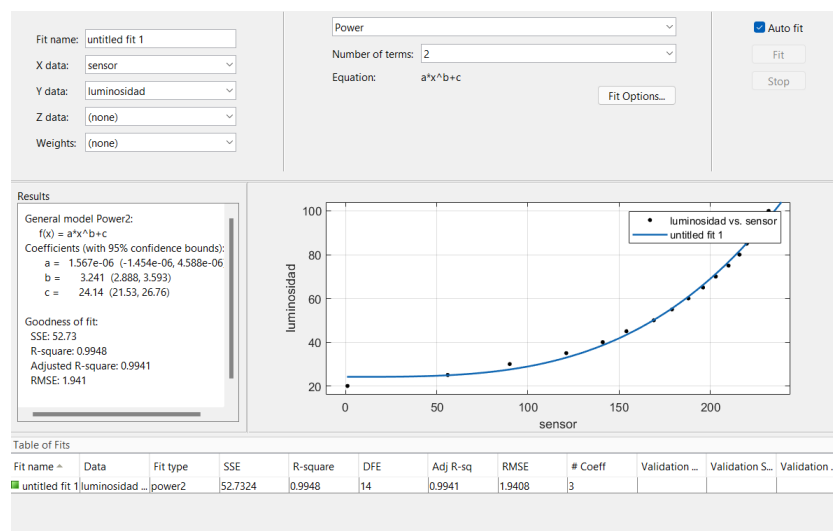 Fit name: untitled fit 1
X data: sensor
Y data: luminosidad
Z data: (none)
Weights: (none)
Power
Number of terms: 2
Equation: a*x^b+c
Fit Options...
Auto fit
Fit
Stop
Results
General model Power2:
f(x) = a*x^b+c
Coefficients (with 95% confidence bounds):
a = 1.567e-06 (-1.454e-06, 4.588e-06
b = 3.241 (2.888, 3.593)
c = 24.14 (21.53, 26.76)
Goodness of fit:
SSE: 52.73
R-square: 0.9948
Adjusted R-square: 0.9941
RMSE: 1.941
luminosidad vs. sensor
untitled fit 1
100
80
60
40
20
luminosidad
0 50 100 150 200
sensor
Table of Fits
Fit name Data Fit type SSE R-square DFE Adj R-sq RMSE # Coeff Validation ... Validation S... Validation ..
untitled fit 1 luminosidad ... power2 52.7324 0.9948 14 0.9941 1.9408 3